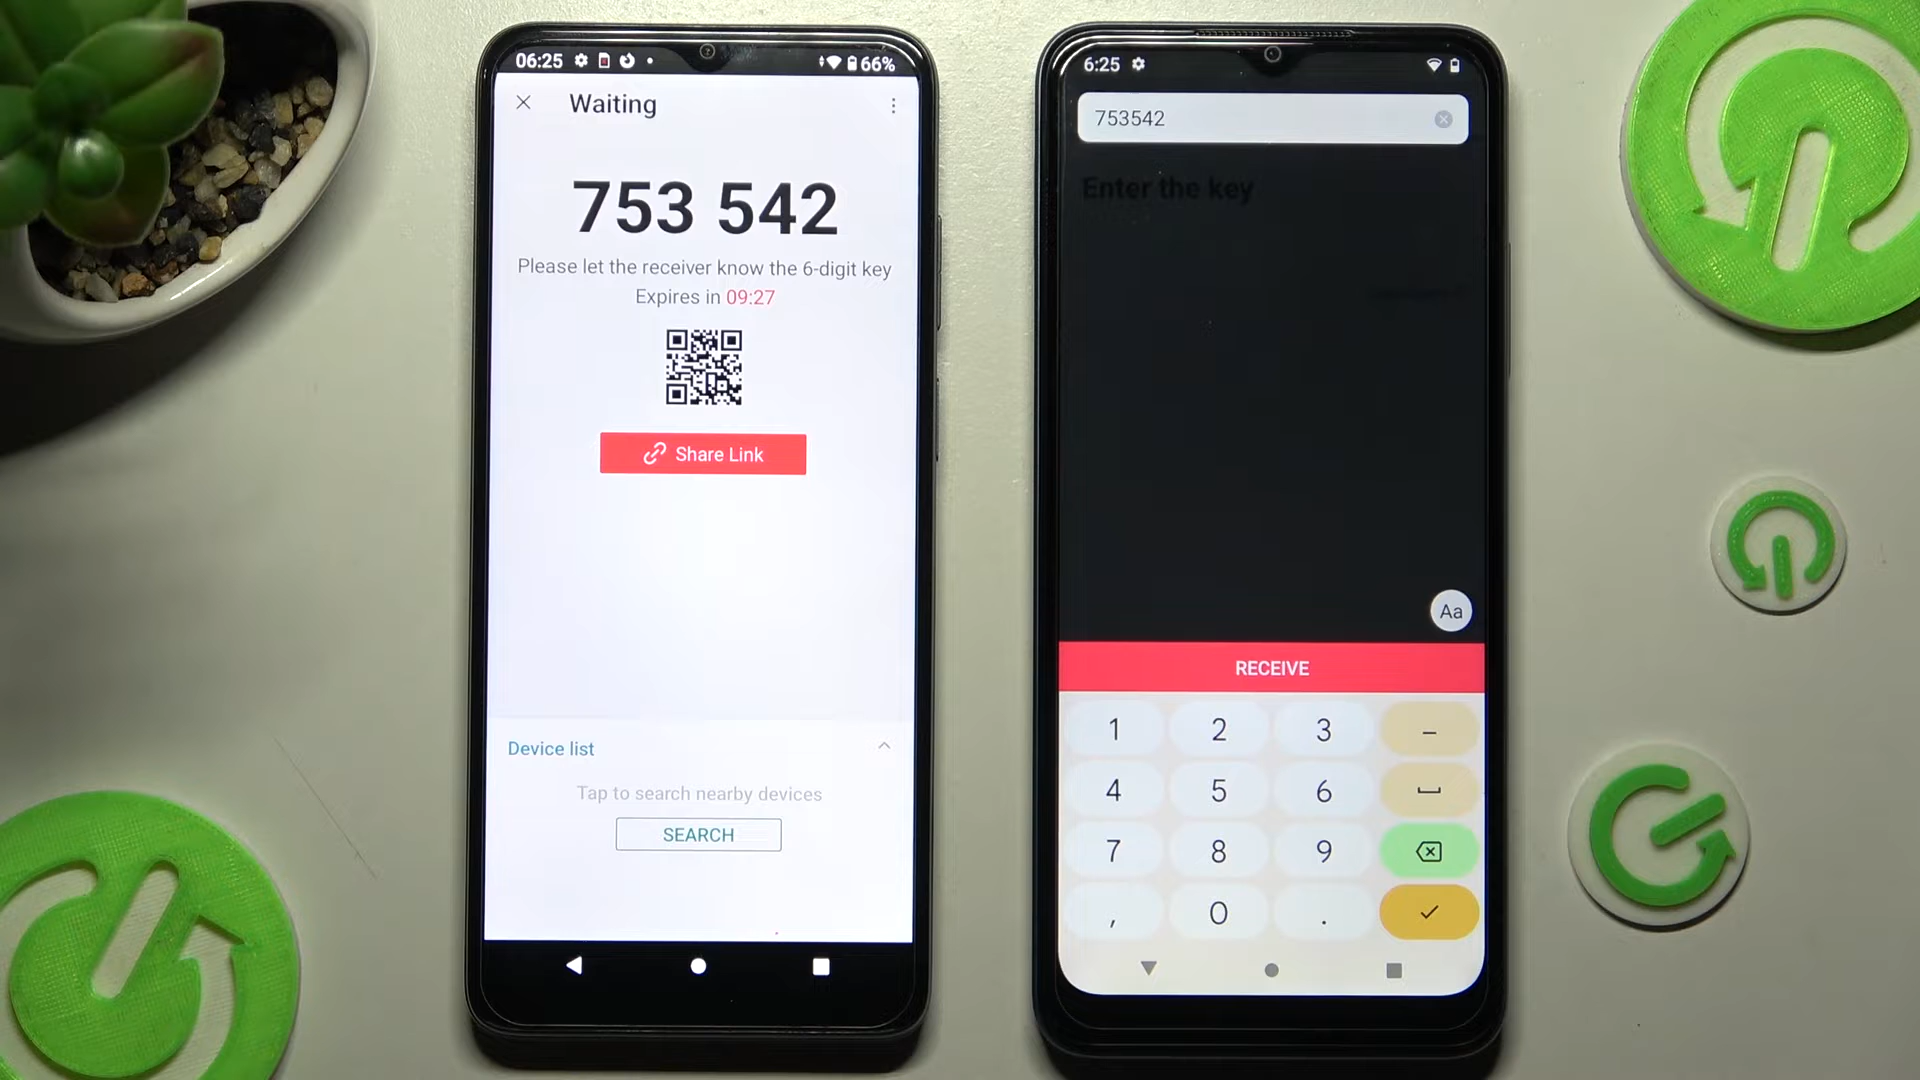 06:25
66%
Waiting
753 542
Please let the receiver know the 6-digit key
Expires in 09:27
Share Link
Device list
Tap to search nearby devices
SEARCH
6:25
753542
Enter the key
Aa
RECEIVE
1 2 3 –
4 5 6
7 8 9
, 0 .